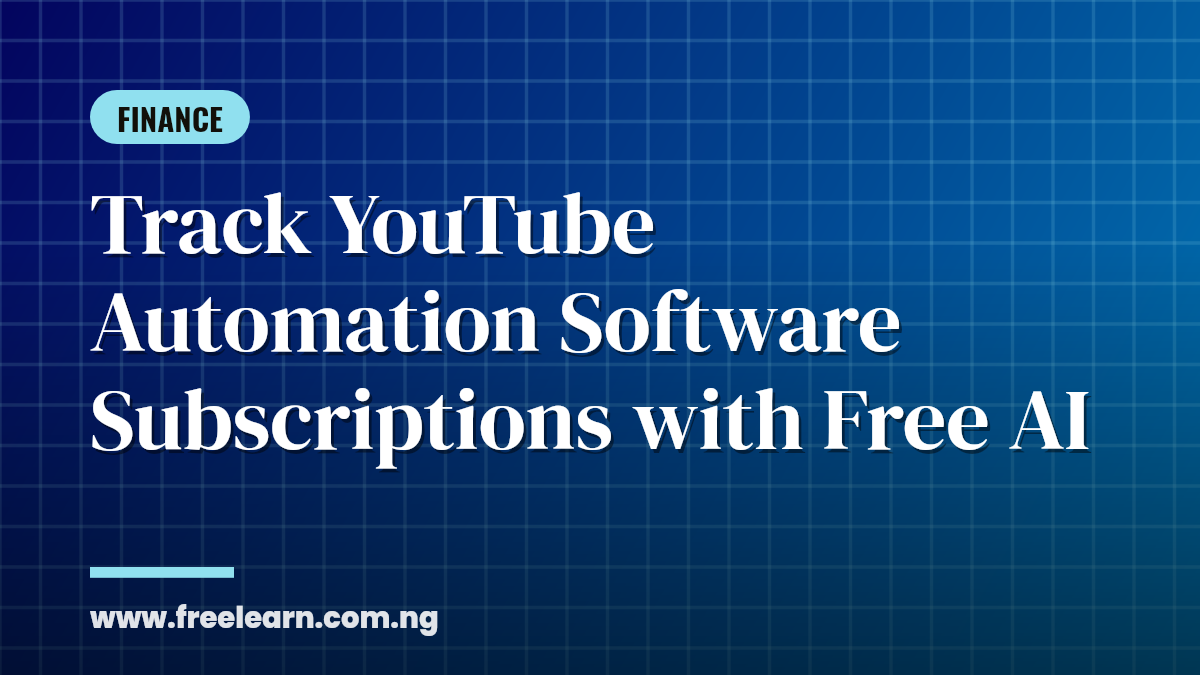 FINANCE
Track YouTube
Automation Software
Subscriptions with Free AI
www.freelearn.com.ng